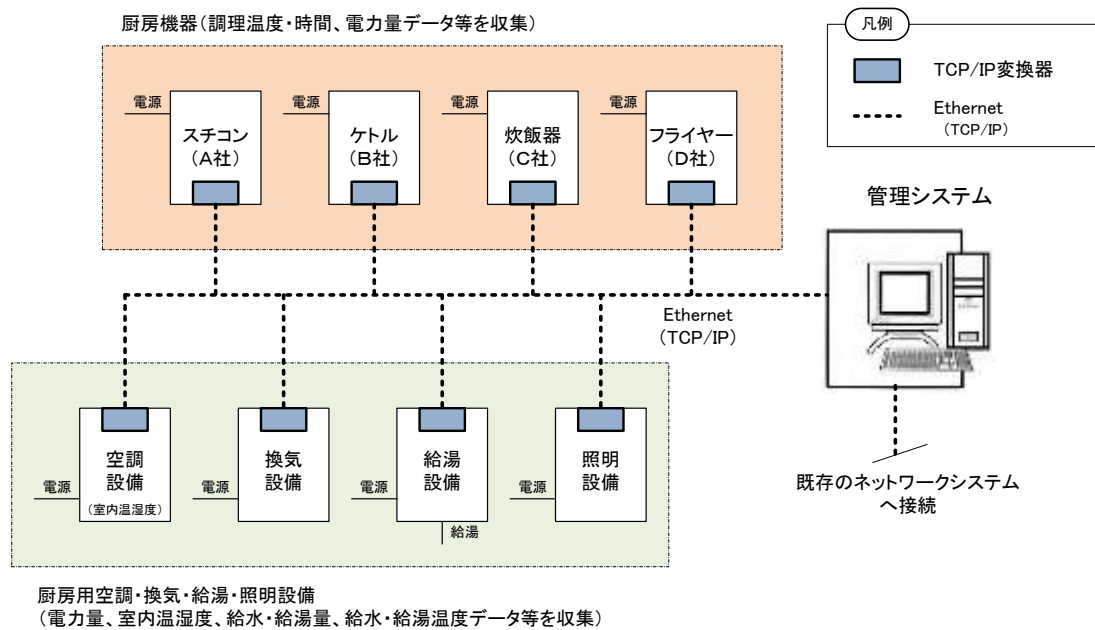 厨房機器(調理温度・時間、電力量データ等を収集)
凡例
TCP/IP変換器
Ethernet
(TCP/IP)
電源
スチコン
(A社)
電源
ケトル
(B社)
電源
炊飯器
(C社)
電源
フライヤー
(D社)
管理システム
Ethernet
(TCP/IP)
空調
設備
(室内温湿度)
電源
換気
設備
電源
給湯
設備
電源
給湯
照明
設備
電源
既存のネットワークシステム
へ接続
厨房用空調・換気・給湯・照明設備
(電力量、室内温湿度、給水・給湯量、給水・給湯温度データ等を収集)